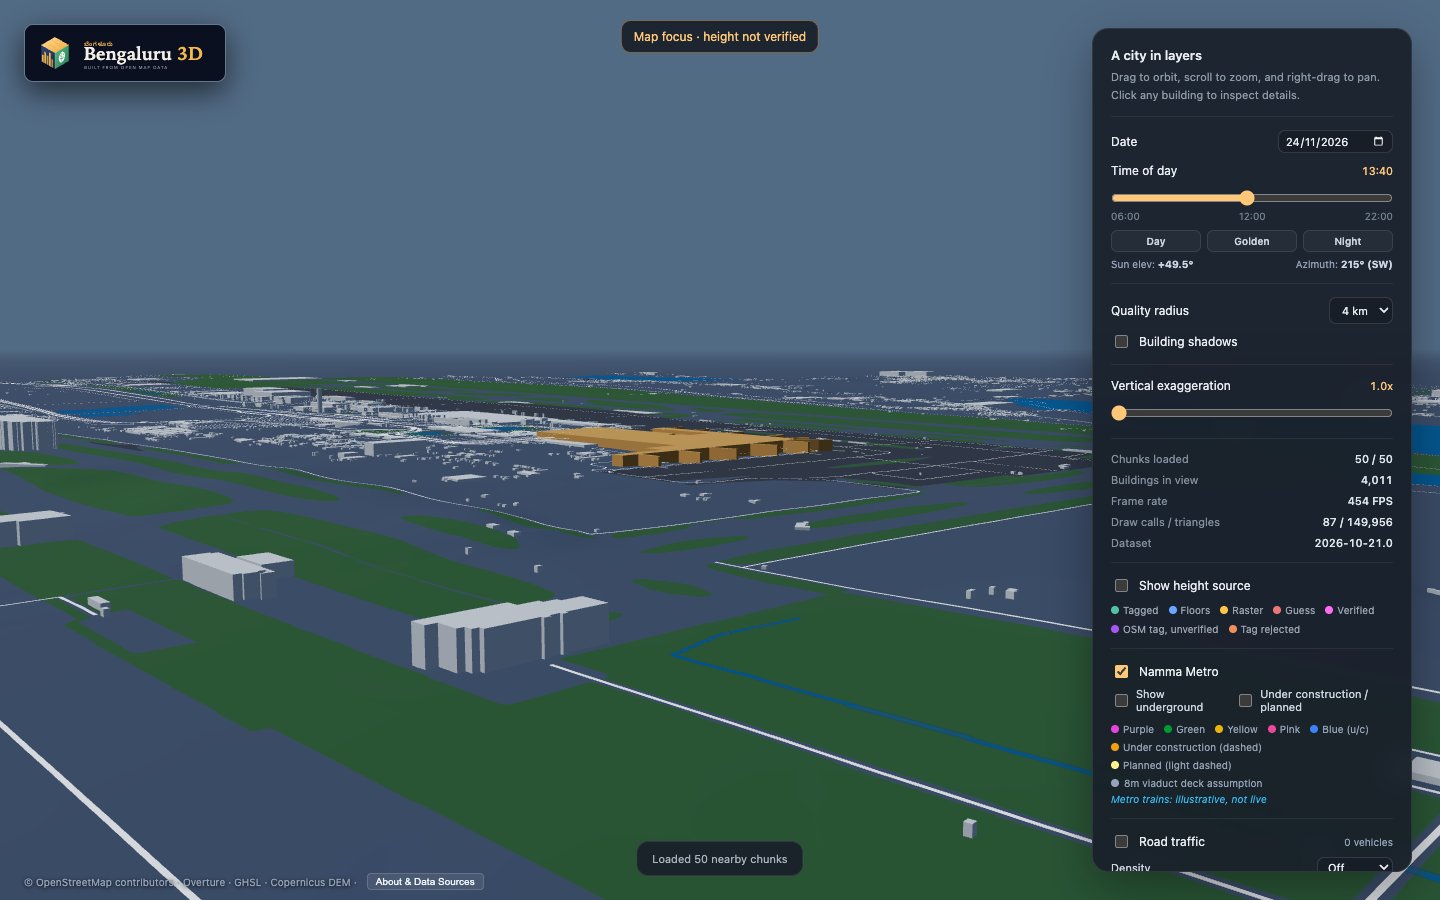 Bengaluru 3D
BUILT FROM OPEN MAP DATA
Map focus · height not verified
A city in layers
Drag to orbit, scroll to zoom, and right-drag to pan.
Click any building to inspect details.
Date 24/11/2026
Time of day 13:40
06:00 12:00 22:00
Day Golden Night
Sun elev: +49.5° Azimuth: 215° (SW)
Quality radius 4 km
Building shadows
Vertical exaggeration 1.0x
Chunks loaded 50 / 50
Buildings in view 4,011
Frame rate 454 FPS
Draw calls / triangles 87 / 149,956
Dataset 2026-10-21.0
Show height source
Tagged Floors Raster Guess Verified
OSM tag, unverified Tag rejected
Namma Metro
Show underground
Under construction / planned
Purple Green Yellow Pink Blue (u/c)
Under construction (dashed)
Planned (light dashed)
8m viaduct deck assumption
Metro trains: illustrative, not live
Road traffic 0 vehicles
Density Off
Loaded 50 nearby chunks
© OpenStreetMap contributors · Overture · GHSL · Copernicus DEM ·
About & Data Sources